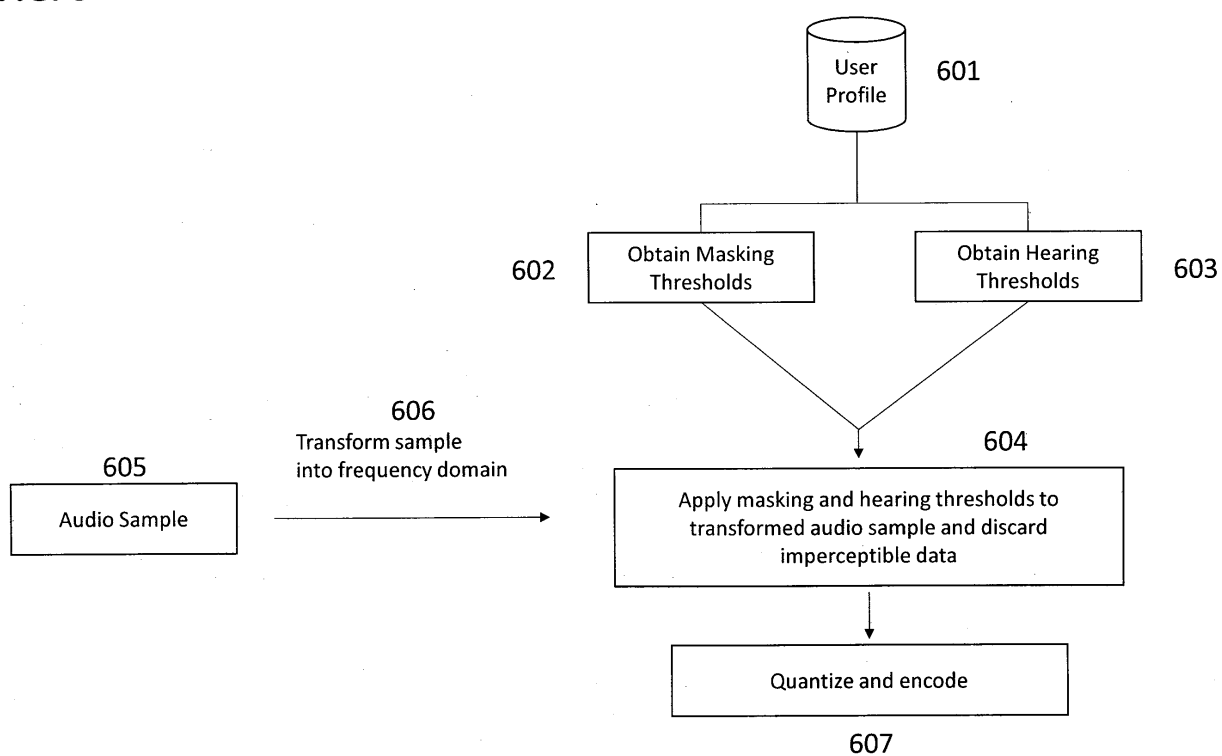 User
Profile
601
602
Obtain Masking
Thresholds
Obtain Hearing
Thresholds
603
606
Transform sample
into frequency domain
604
605
Audio Sample
Apply masking and hearing thresholds to
transformed audio sample and discard
imperceptible data
Quantize and encode
607